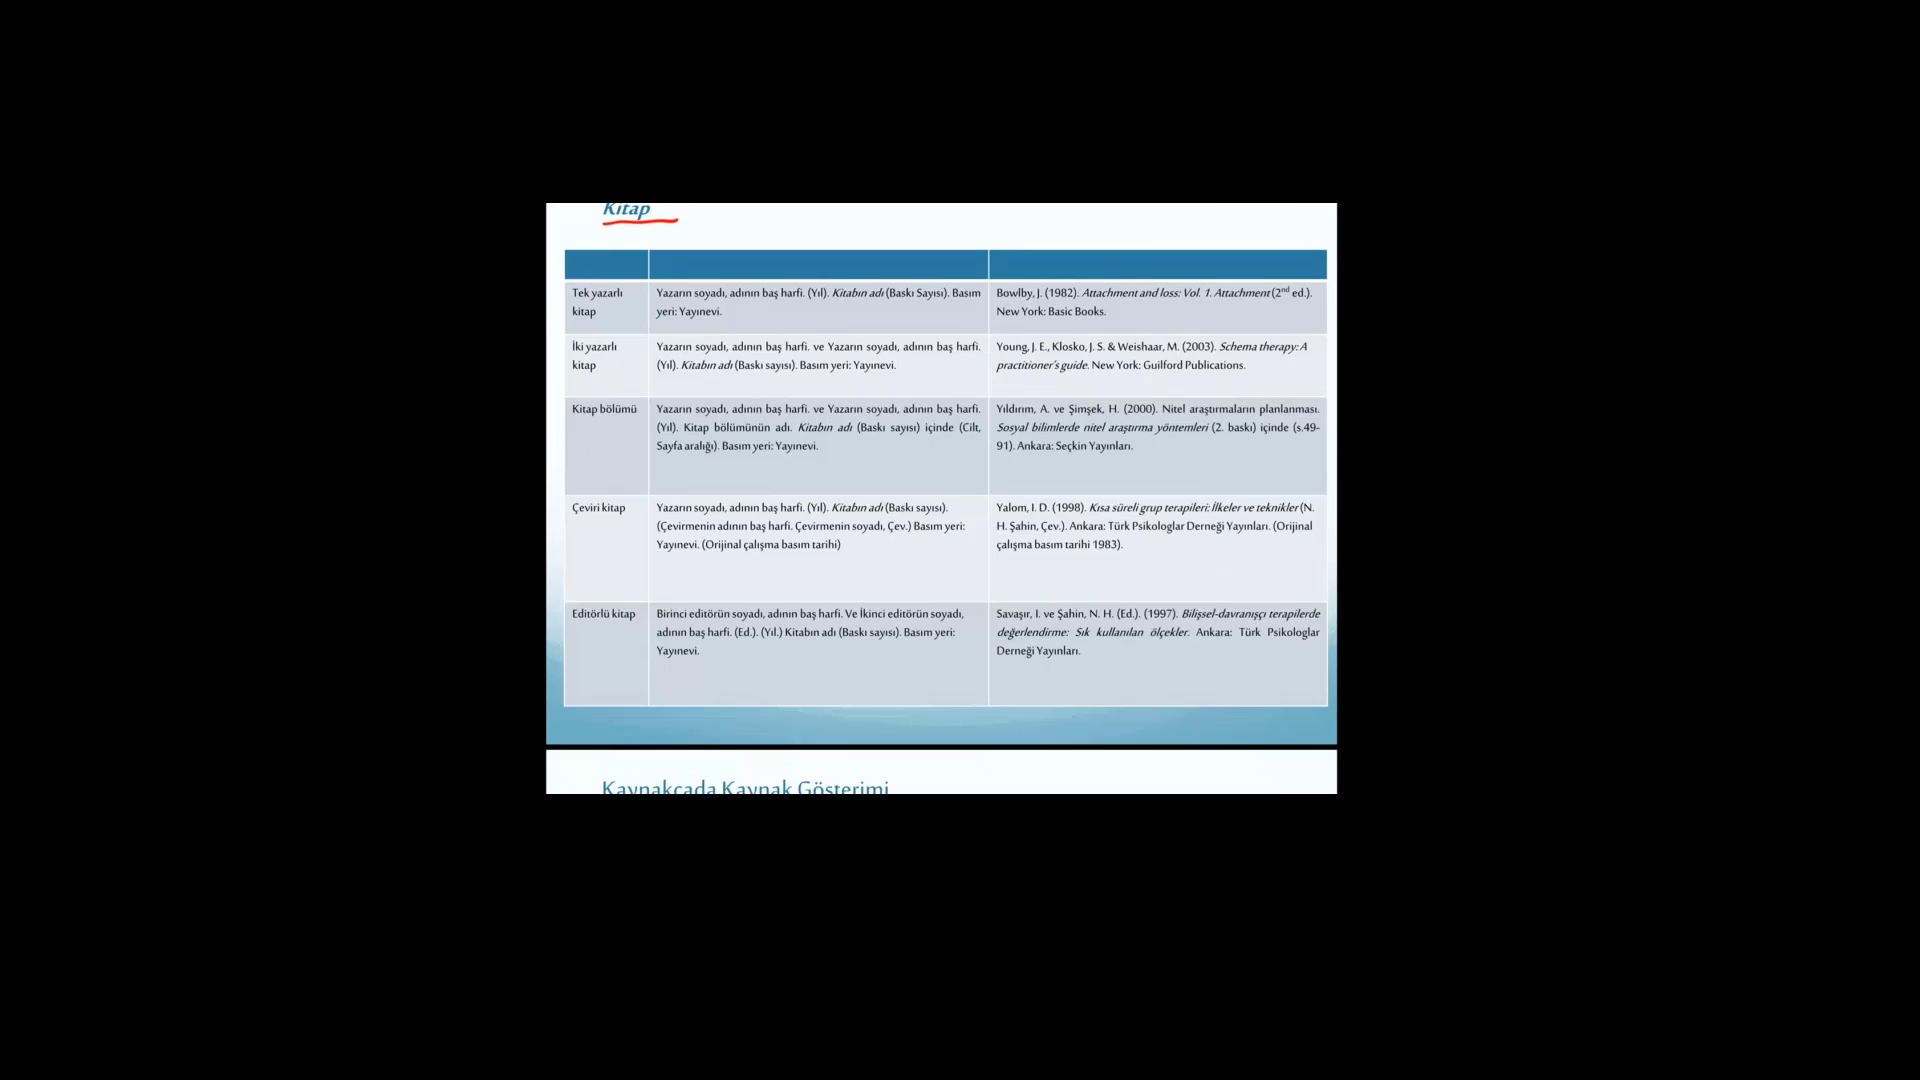 Kitap
Tek yazarlı
kitap
Yazarın soyadı, adının baş harfi. (Yıl). Kitabın adı (Baskı Sayısı). Basım
yeri: Yayınevi.
Bowlby, J. (1982). Attachment and loss: Vol. 1. Attachment (2nd ed.).
New York: Basic Books.
İki yazarlı
kitap
Yazarın soyadı, adının baş harfi. ve Yazarın soyadı, adının baş harfi.
(Yıl). Kitabın adı (Baskı sayısı). Basım yeri: Yayınevi.
Young, J. E., Klosko, J. S. & Weishaar, M. (2003). Schema therapy: A
practitioner’s guide. New York: Guilford Publications.
Kitap bölümü
Yazarın soyadı, adının baş harfi. ve Yazarın soyadı, adının baş harfi.
(Yıl). Kitap bölümünün adı. Kitabın adı (Baskı sayısı) içinde (Cilt,
Sayfa aralığı). Basım yeri: Yayınevi.
Yıldırım, A. ve Şimşek, H. (2000). Nitel araştırmaların planlanması.
Sosyal bilimlerde nitel araştırma yöntemleri (2. baskı) içinde (s.49-
91). Ankara: Seçkin Yayınları.
Çeviri kitap
Yazarın soyadı, adının baş harfi. (Yıl). Kitabın adı (Baskı sayısı).
(Çevirmenin adının baş harfi. Çevirmenin soyadı, Çev.) Basım yeri:
Yayınevi. (Orijinal çalışma basım tarihi)
Yalom, I. D. (1998). Kısa süreli grup terapileri: İlkeler ve teknikler (N.
H. Şahin, Çev.). Ankara: Türk Psikologlar Derneği Yayınları. (Orijinal
çalışma basım tarihi 1983).
Editörlü kitap
Birinci editörün soyadı, adının baş harfi. Ve İkinci editörün soyadı,
adının baş harfi. (Ed.). (Yıl.) Kitabın adı (Baskı sayısı). Basım yeri:
Yayınevi.
Savaşır, I. ve Şahin, N. H. (Ed.). (1997). Bilişsel-davranışçı terapilerde
değerlendirme: Sık kullanılan ölçekler. Ankara: Türk Psikologlar
Derneği Yayınları.
Kaynakçada Kaynak Gösterimi